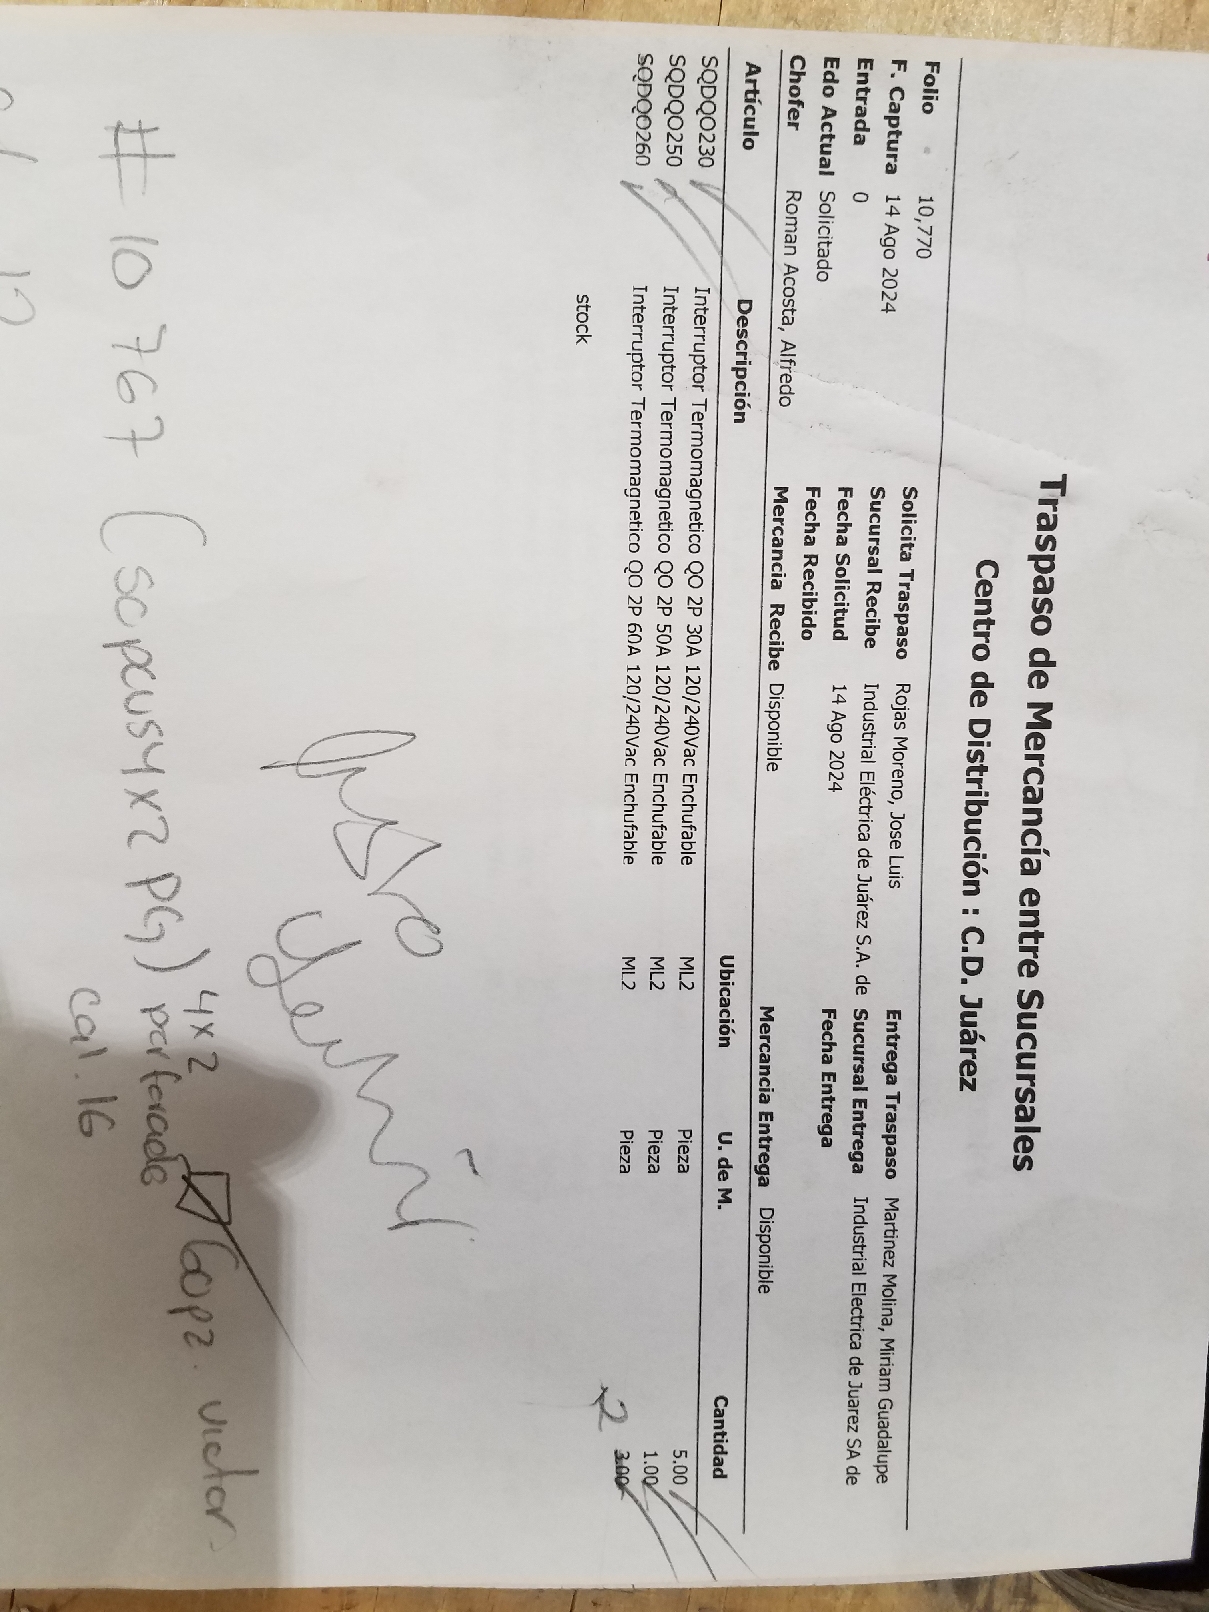 Traspaso de Mercancía entre Sucursales
Centro de Distribución : C.D. Juárez
Folio 10,770
F. Captura 14 Ago 2024
Entrada 0
Edo Actual Solicitado
Chofer Roman Acosta, Alfredo
Solicita Traspaso Rojas Moreno, Jose Luis
Sucursal Recibe Industrial Eléctrica de Juárez S.A. de
Fecha Solicitud 14 Ago 2024
Fecha Recibido
Mercancia Recibe Disponible
Entrega Traspaso Martinez Molina, Miriam Guadalupe
Sucursal Entrega Industrial Electrica de Juarez SA de
Fecha Entrega
Mercancia Entrega Disponible
Artículo Descripción Ubicación U. de M. Cantidad
SQDQO230 Interruptor Termomagnetico QO 2P 30A 120/240Vac Enchufable ML2 Pieza 5.00
SQDQO250 Interruptor Termomagnetico QO 2P 50A 120/240Vac Enchufable ML2 Pieza 1.00
SQDQO260 Interruptor Termomagnetico QO 2P 60A 120/240Vac Enchufable ML2 Pieza 3.00
2
stock
4x2 60pz. victor
# 10767 (scpcus4x2PG) perforado
cal. 16